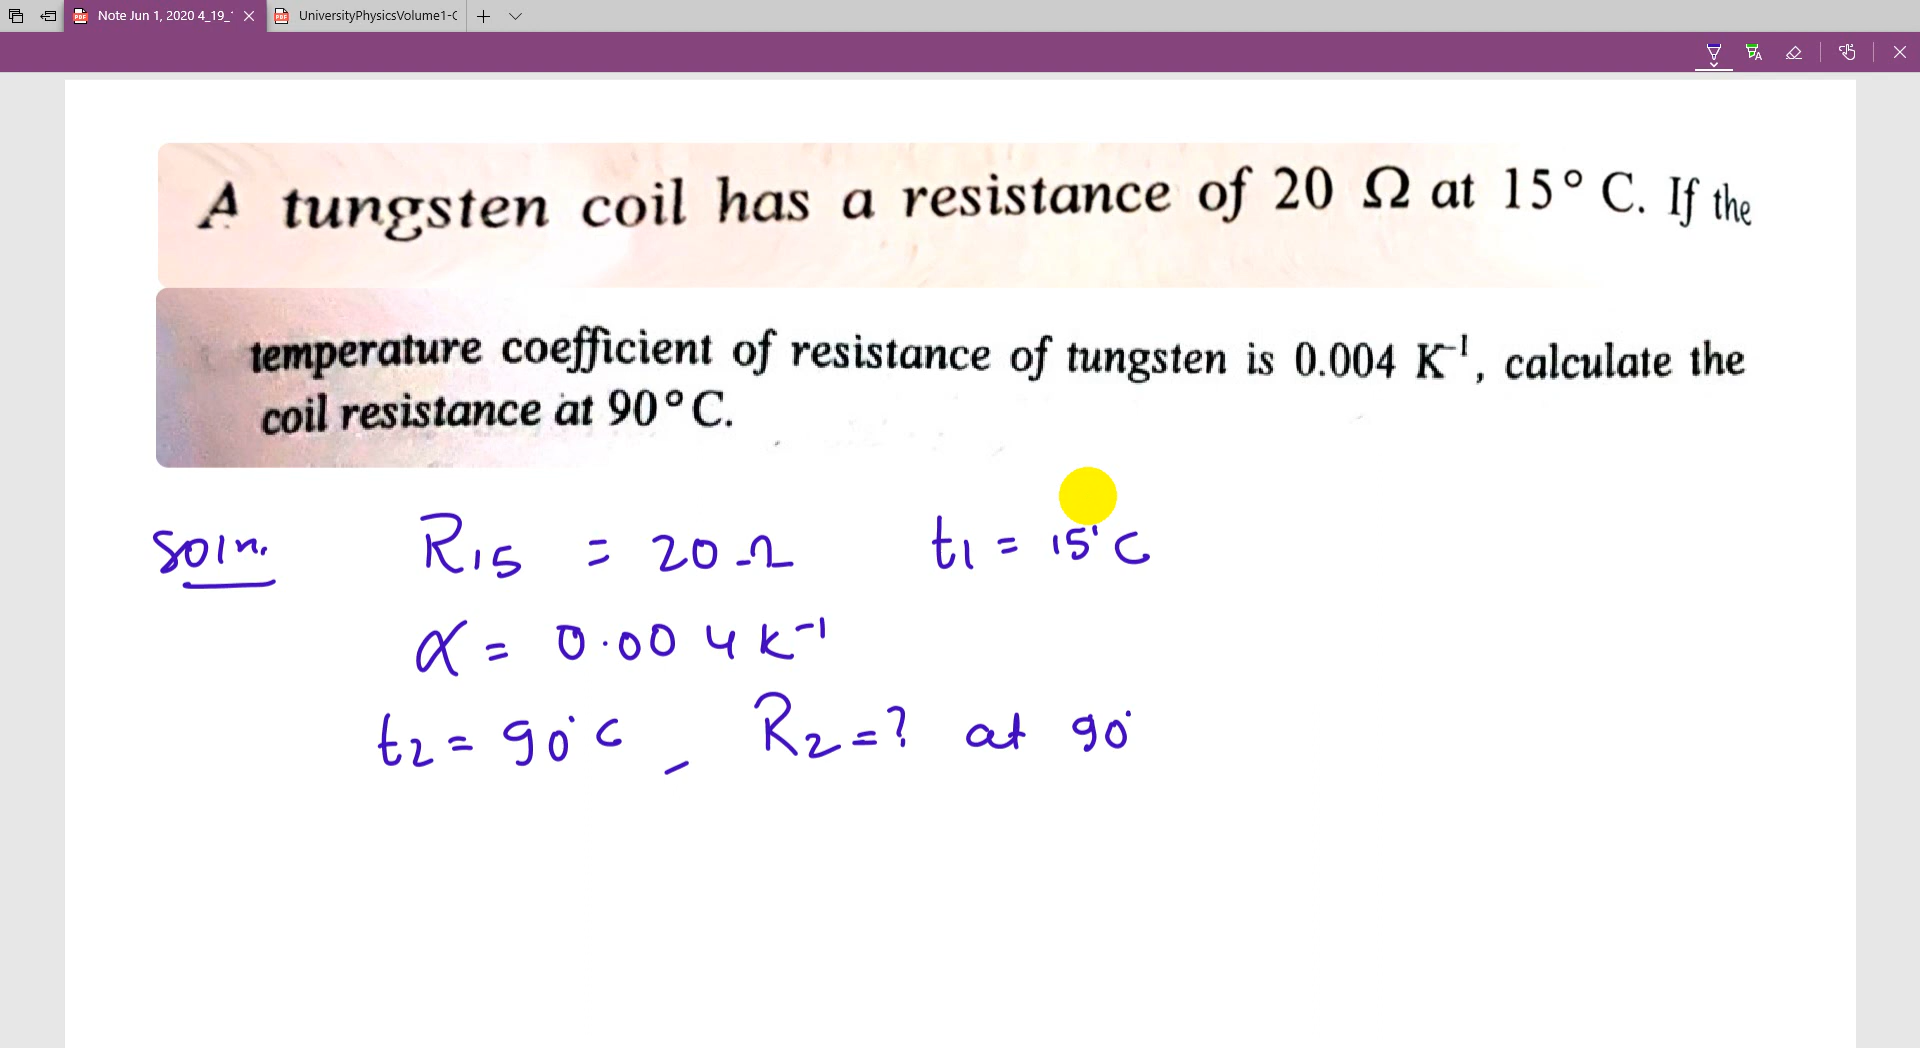 Note Jun 1, 2020 4_19_ UniversityPhysicsVolume1-C
A tungsten coil has a resistance of 20 Ω at 15° C. If the
temperature coefficient of resistance of tungsten is 0.004 K⁻¹, calculate the
coil resistance at 90° C.
Soln. R₁₅ = 20 Ω t₁ = 15°C
α = 0.004 K⁻¹
t₂ = 90°C , R₂ = ? at 90°